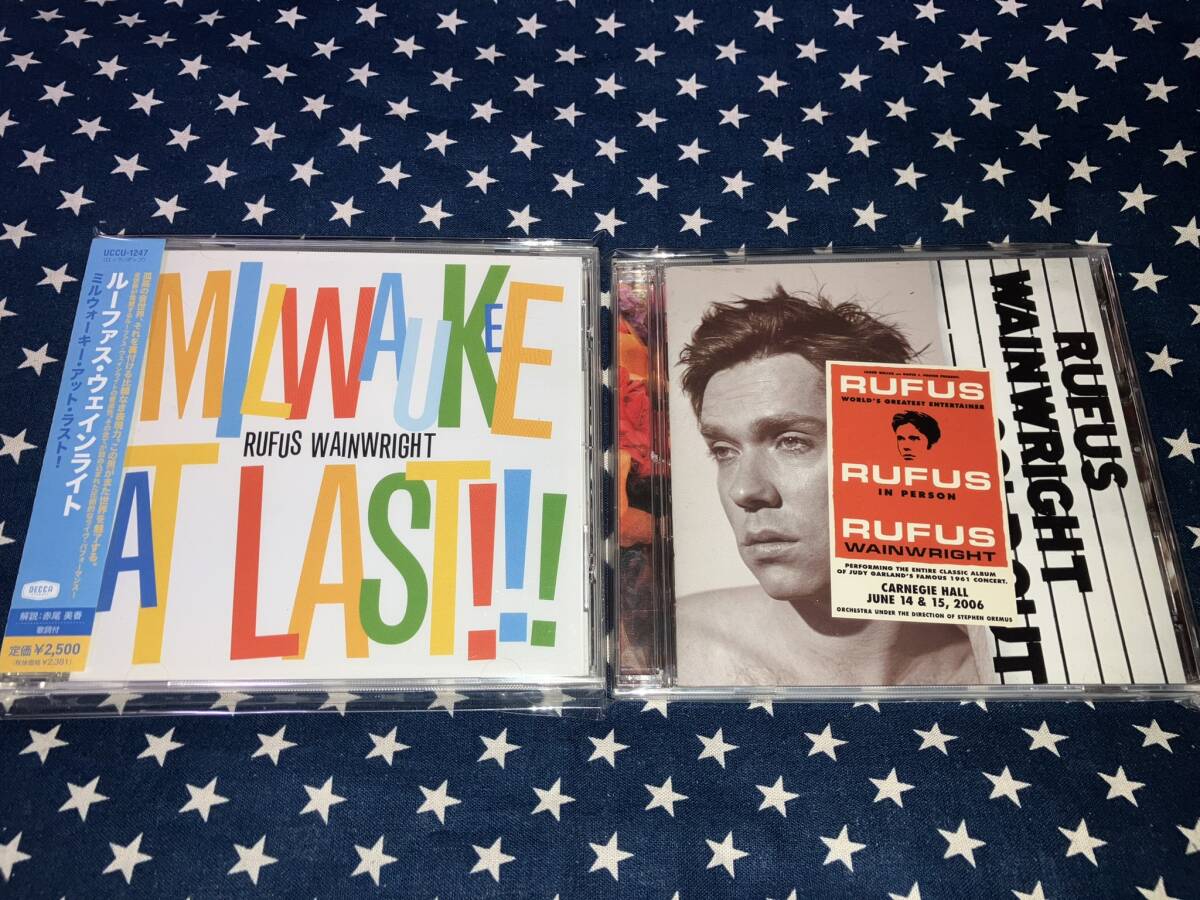 UCCU-1247
ルーファス・ウェインライト
ミルウォーキー・アット・ラスト!
DECCA
解説:赤尾 美香
歌詞付
定価¥2,500
(税抜価格¥2,381)
MILWAUKEE
RUFUS WAINWRIGHT
AT LAST!!!
RUFUS
WAINWRIGHT
RUFUS
WORLD'S GREATEST ENTERTAINER
RUFUS
IN PERSON
RUFUS
WAINWRIGHT
PERFORMING THE ENTIRE CLASSIC ALBUM
OF JUDY GARLAND'S FAMOUS 1961 CONCERT.
CARNEGIE HALL
JUNE 14 & 15, 2006
ORCHESTRA UNDER THE DIRECTION OF STEPHEN OREMUS